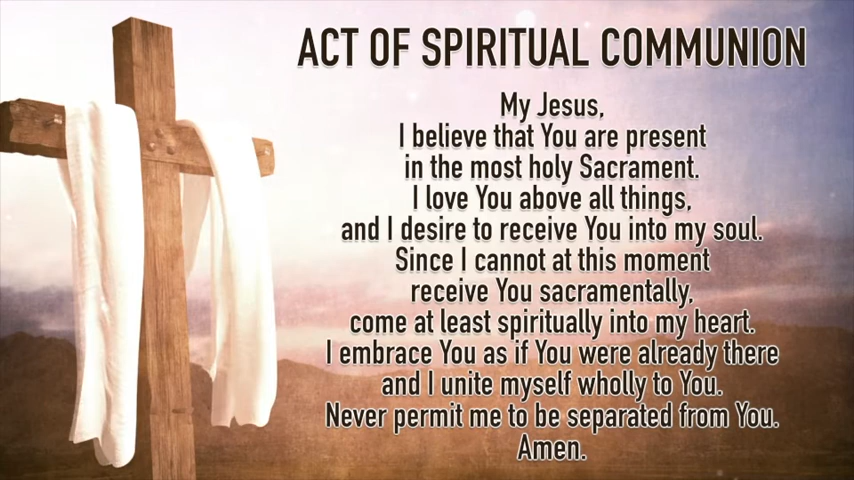 ACT OF SPIRITUAL COMMUNION
My Jesus,
I believe that You are present
in the most holy Sacrament.
I love You above all things,
and I desire to receive You into my soul.
Since I cannot at this moment
receive You sacramentally,
come at least spiritually into my heart.
I embrace You as if You were already there
and I unite myself wholly to You.
Never permit me to be separated from You.
Amen.